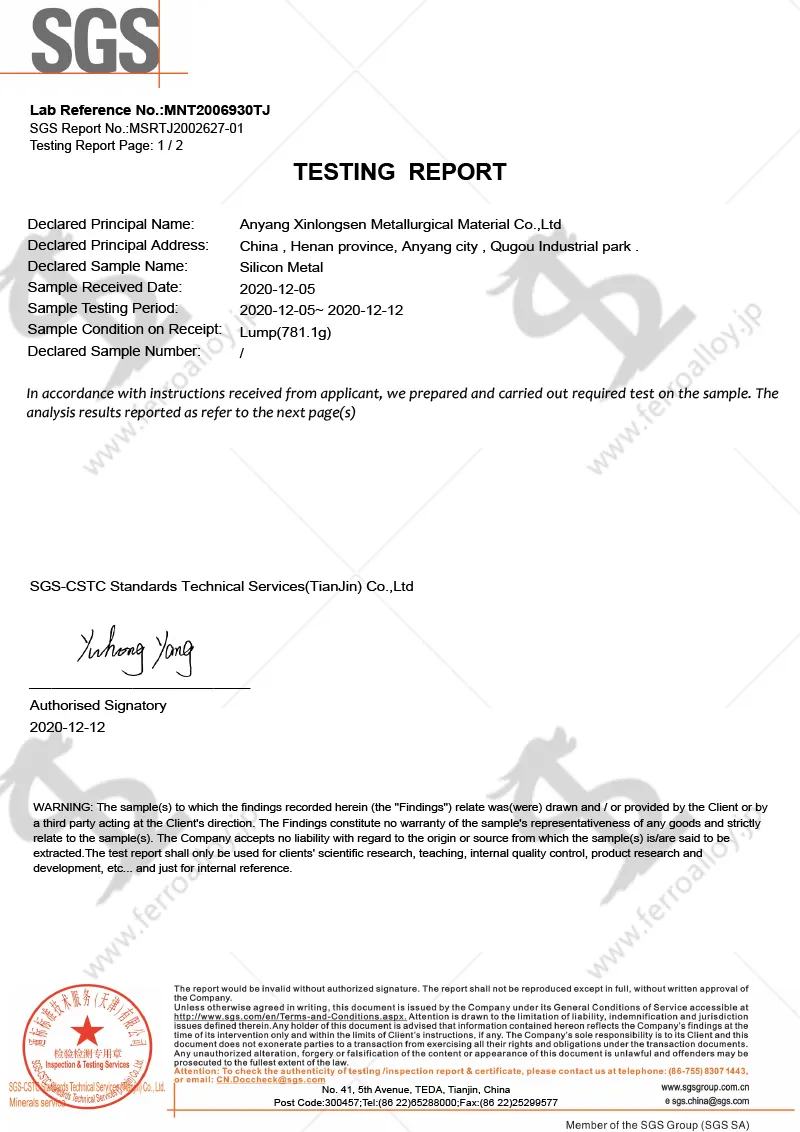 SGS
Lab Reference No.:MNT2006930TJ
SGS Report No.:MSRTJ2002627-01
Testing Report Page: 1 / 2
TESTING REPORT
Declared Principal Name: Anyang Xinlongsen Metallurgical Material Co.,Ltd
Declared Principal Address: China , Henan province, Anyang city , Qugou Industrial park .
Declared Sample Name: Silicon Metal
Sample Received Date: 2020-12-05
Sample Testing Period: 2020-12-05~ 2020-12-12
Sample Condition on Receipt: Lump(781.1g)
Declared Sample Number: /
In accordance with instructions received from applicant, we prepared and carried out required test on the sample. The
analysis results reported as refer to the next page(s)
www.ferroalloy.jp
www.ferroalloy.jp
SGS-CSTC Standards Technical Services(TianJin) Co.,Ltd
Yuhong Yang
Authorised Signatory
2020-12-12
WARNING: The sample(s) to which the findings recorded herein (the "Findings") relate was(were) drawn and / or provided by the Client or by
a third party acting at the Client's direction. The Findings constitute no warranty of the sample's representativeness of any goods and strictly
relate to the sample(s). The Company accepts no liability with regard to the origin or source from which the sample(s) is/are said to be
extracted.The test report shall only be used for clients' scientific research, teaching, internal quality control, product research and
development, etc... and just for internal reference.
www.ferroalloy.jp
www.ferroalloy.jp
The report would be invalid without authorized signature. The report shall not be reproduced except in full, without written approval of
the Company.
Unless otherwise agreed in writing, this document is issued by the Company under its General Conditions of Service accessible at
http://www.sgs.com/en/Terms-and-Conditions.aspx. Attention is drawn to the limitation of liability, indemnification and jurisdiction
issues defined therein.Any holder of this document is advised that information contained hereon reflects the Company's findings at the
time of its intervention only and within the limits of Client's instructions, if any. The Company's sole responsibility is to its Client and this
document does not exonerate parties to a transaction from exercising all their rights and obligations under the transaction documents.
Any unauthorized alteration, forgery or falsification of the content or appearance of this document is unlawful and offenders may be
prosecuted to the fullest extent of the law.
Attention: To check the authenticity of testing /inspection report & certificate, please contact us at telephone: (86-755) 8307 1443,
or email: CN.Doccheck@sgs.com
检验检测专用章
Inspection & Testing Services
SGS-CSTC Standards Technical Services(Tianjin) Co., Ltd.
Minerals service
No. 41, 5th Avenue, TEDA, Tianjin, China
Post Code:300457;Tel:(86 22)65288000;Fax:(86 22)25299577
www.sgsgroup.com.cn
e sgs.china@sgs.com
Member of the SGS Group (SGS SA)